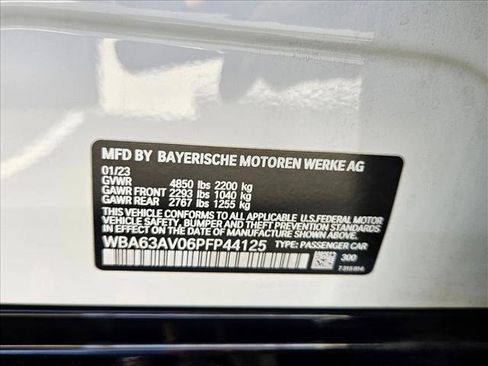 MFD BY BAYERISCHE MOTOREN WERKE AG
01/23
GVWR 4850 lbs 2200 kg
GAWR FRONT 2293 lbs 1040 kg
GAWR REAR 2767 lbs 1255 kg
THIS VEHICLE CONFORMS TO ALL APPLICABLE U.S. FEDERAL MOTOR
VEHICLE SAFETY, BUMPER AND THEFT PREVENTION STANDARDS
IN EFFECT ON THE DATE OF MANUFACTURE SHOWN ABOVE.
WBA63AV06PFP44125 TYPE: PASSENGER CAR
300